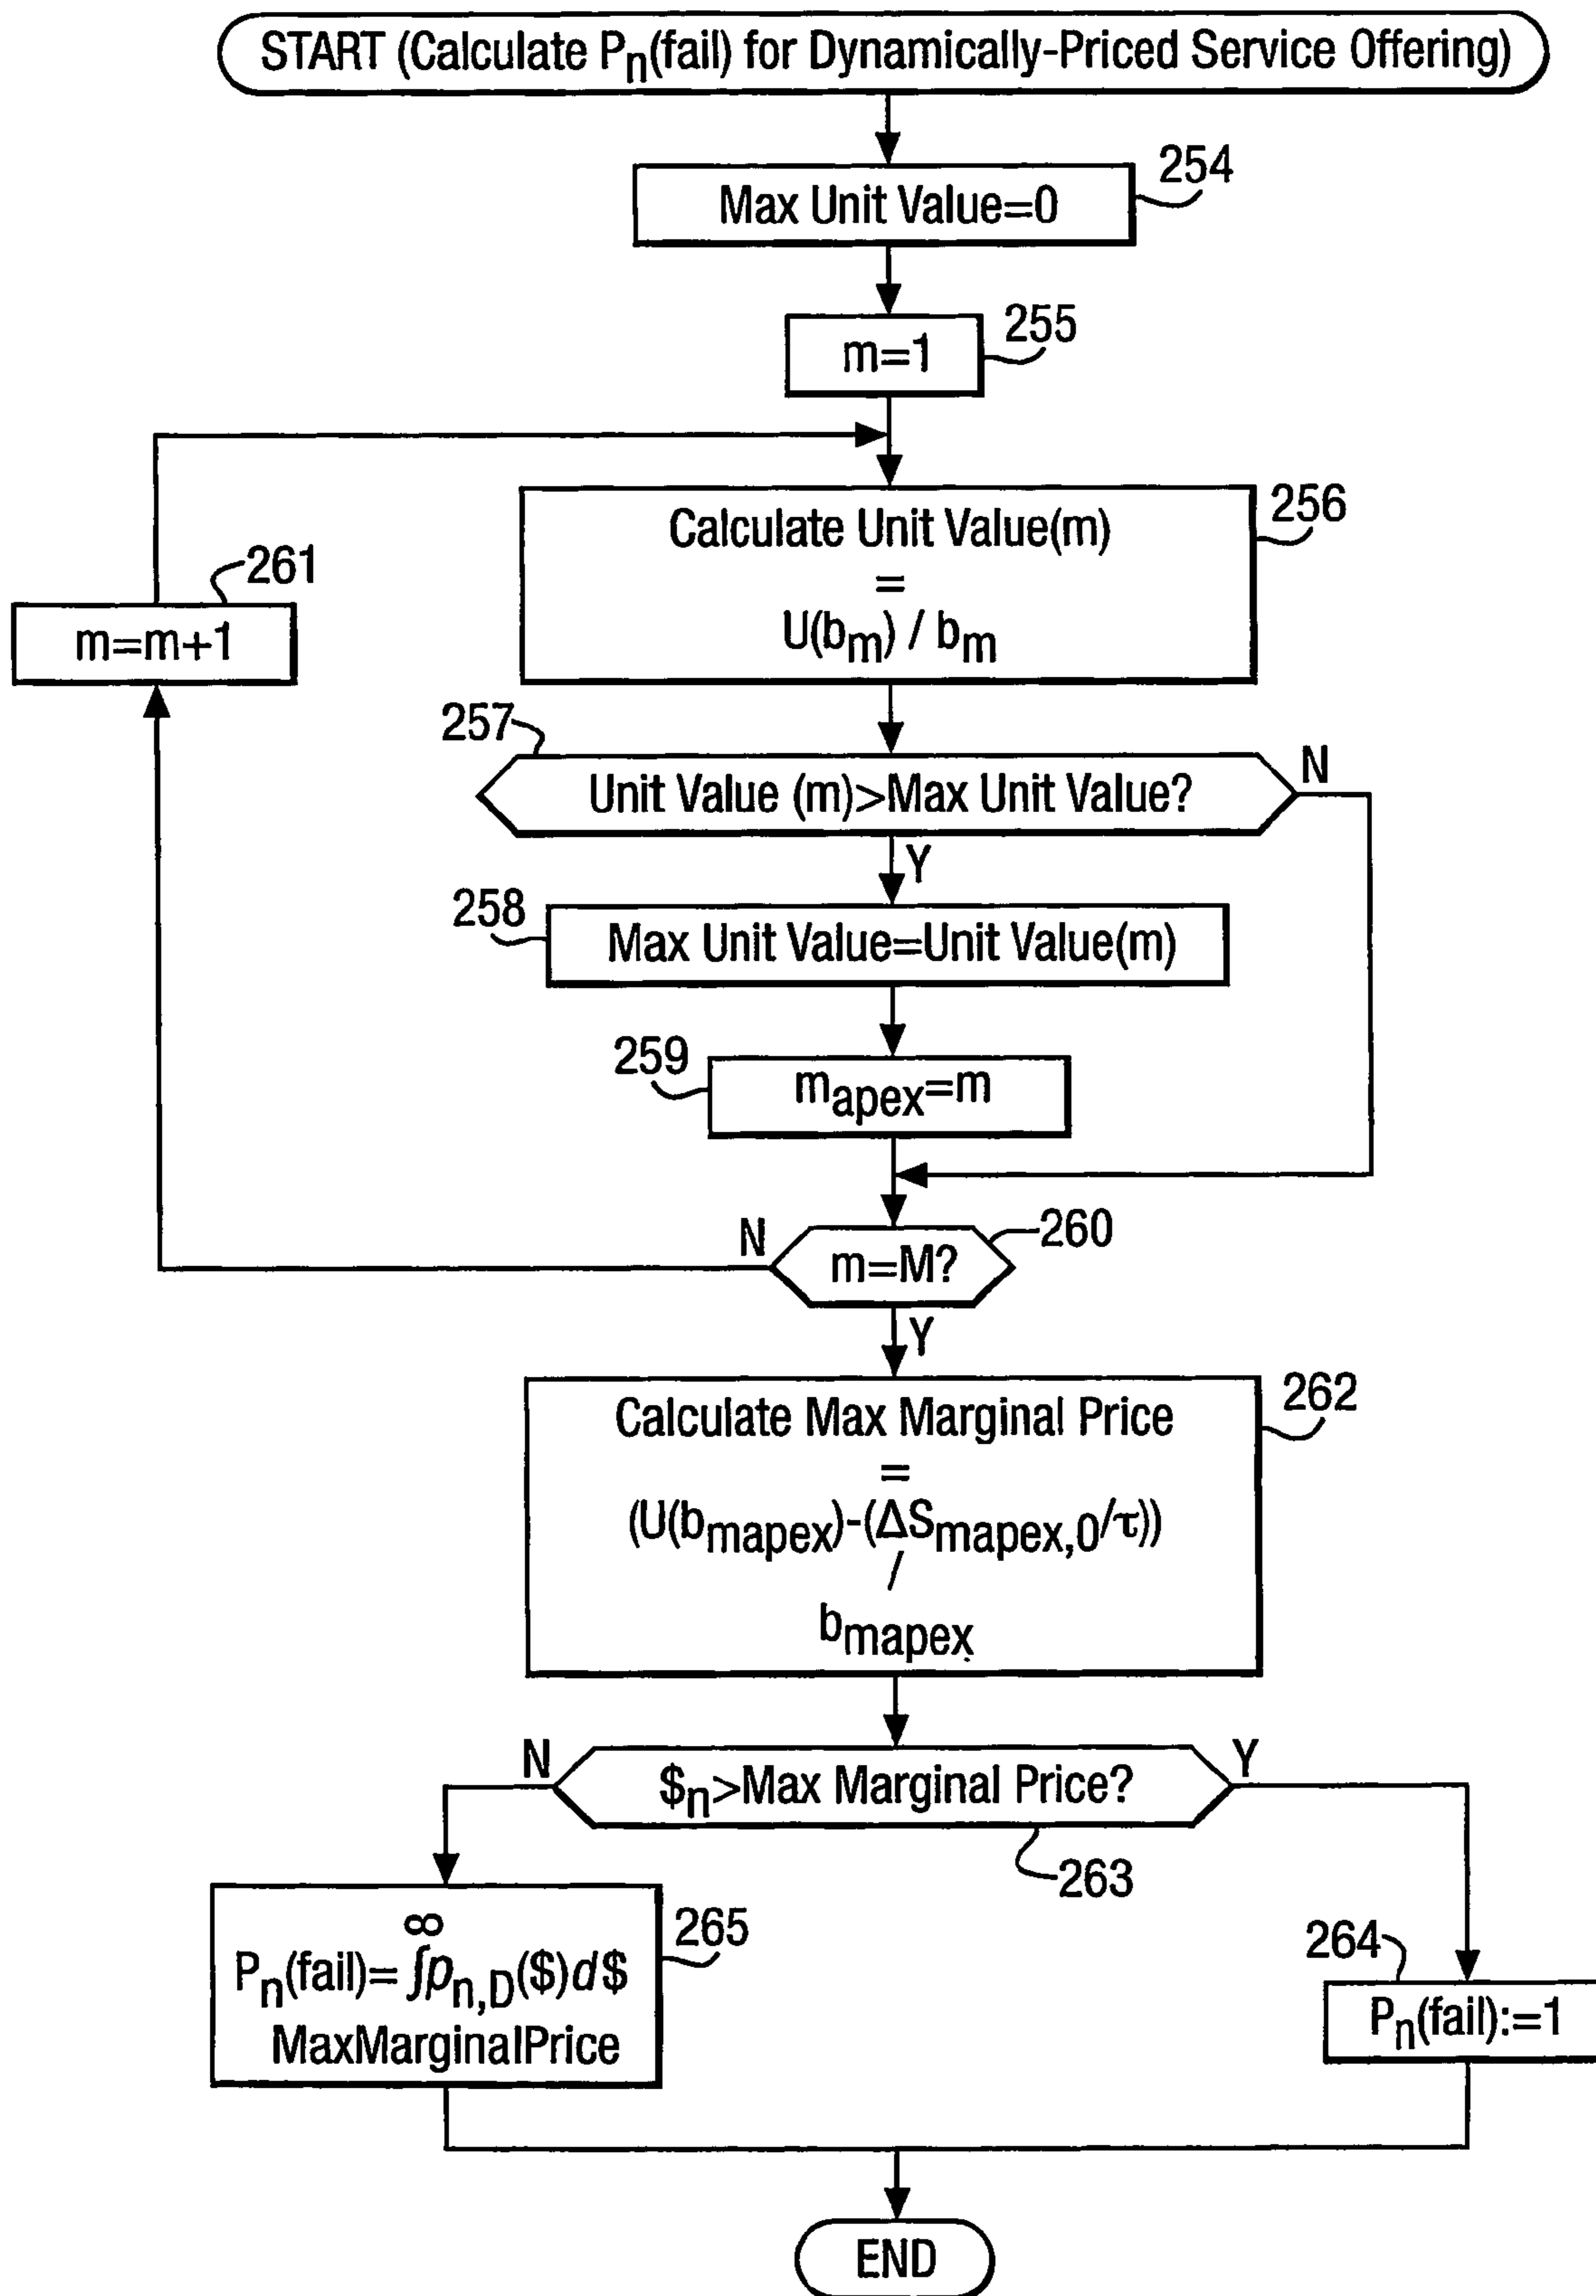 START (Calculate Pn(fail) for Dynamically-Priced Service Offering)
254
Max Unit Value=0
255
m=1
256
Calculate Unit Value(m)
=
U(bm) / bm
261
m=m+1
257
Unit Value (m)>Max Unit Value?
N
Y
258
Max Unit Value=Unit Value(m)
259
mapex=m
260
N
m=M?
Y
262
Calculate Max Marginal Price
=
(U(bmapex)-(ΔSmapex,0/τ))
/
bmapex
N
Y
$n>Max Marginal Price?
263
265
∞
Pn(fail)= ∫pn,D($)d$
MaxMarginalPrice
264
Pn(fail):=1
END